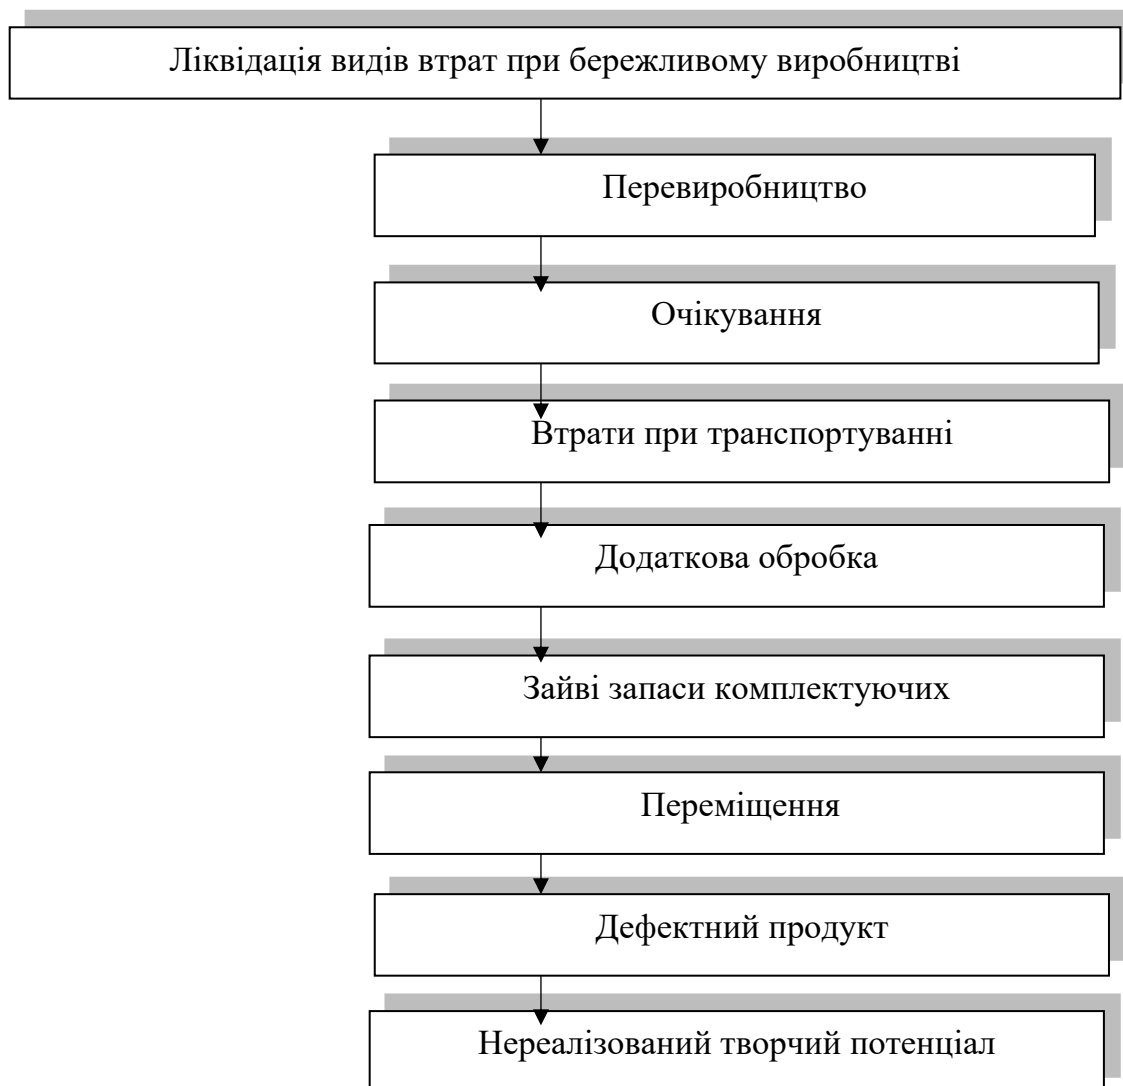 Ліквідація видів втрат при бережливому виробництві
Перевиробництво
Очікування
Втрати при транспортуванні
Додаткова обробка
Зайві запаси комплектуючих
Переміщення
Дефектний продукт
Нереалізований творчий потенціал